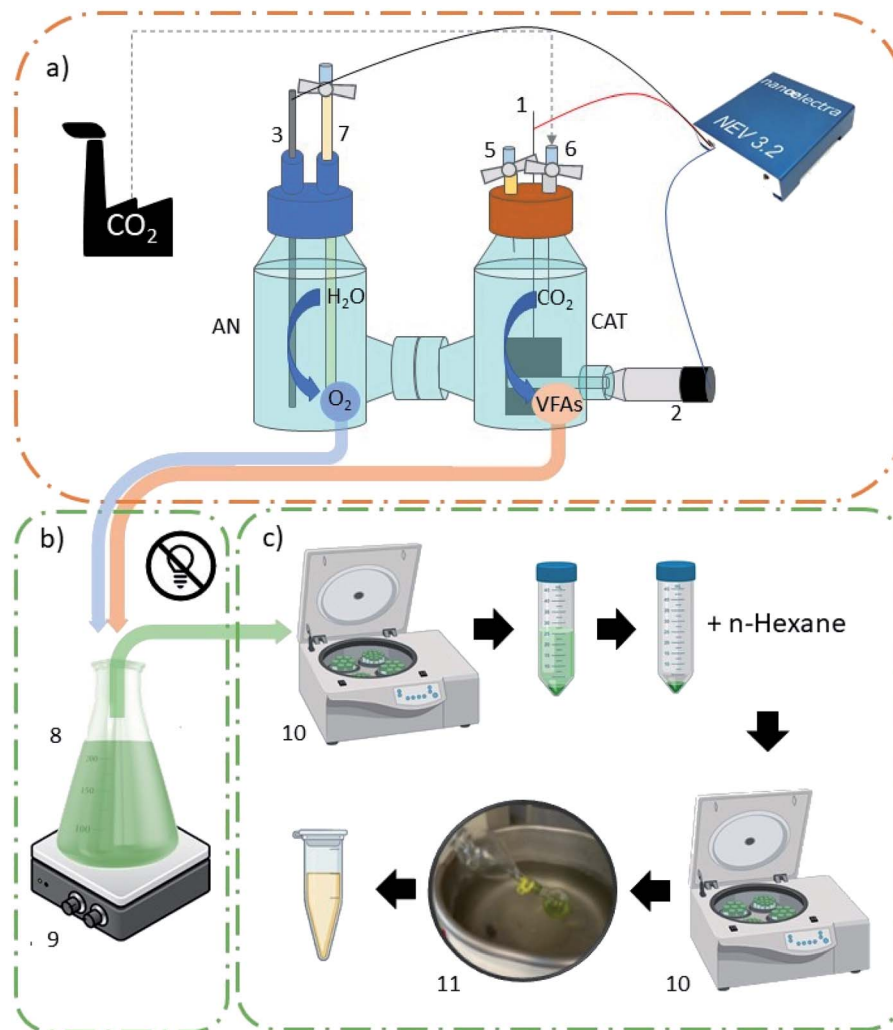 a)
CO₂
3
7
1
5
6
nanoelectra
NEV 3.2
H₂O
CO₂
AN
CAT
O₂
VFAs
2
b)
c)
+ n-Hexane
10
8
200
150
100
9
11
10